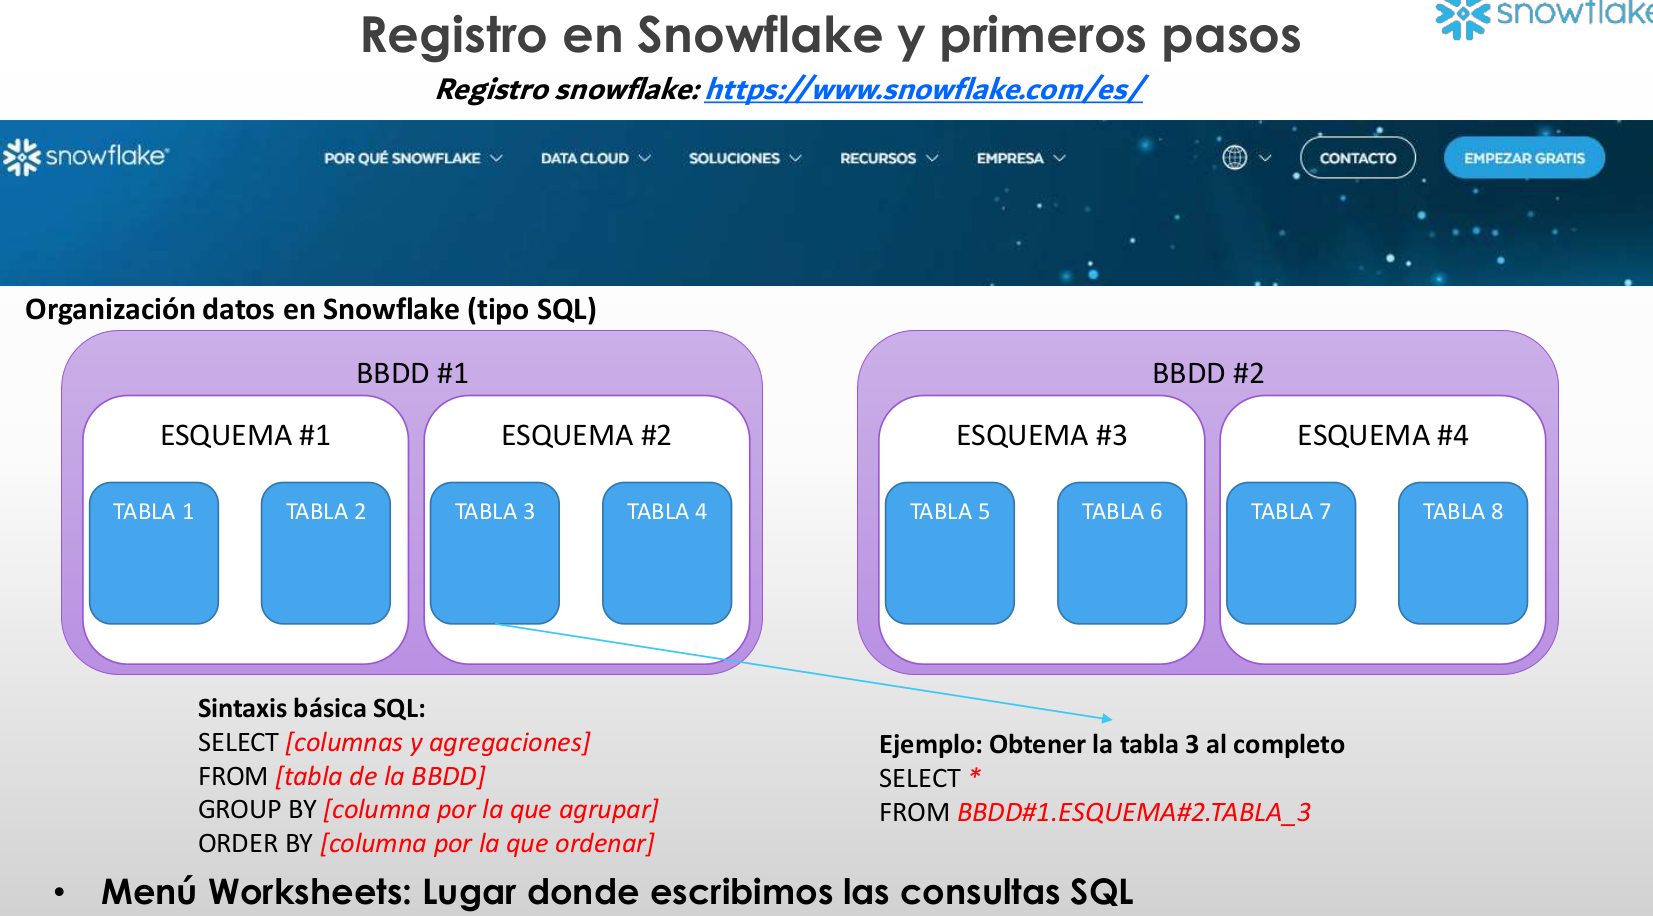 Registro en Snowflake y primeros pasos
snowflake
Registro snowflake: https://www.snowflake.com/es/
snowflake®
POR QUÉ SNOWFLAKE
DATA CLOUD
SOLUCIONES
RECURSOS
EMPRESA
CONTACTO
EMPEZAR GRATIS
Organización datos en Snowflake (tipo SQL)
BBDD #1
ESQUEMA #1
ESQUEMA #2
TABLA 1
TABLA 2
TABLA 3
TABLA 4
BBDD #2
ESQUEMA #3
ESQUEMA #4
TABLA 5
TABLA 6
TABLA 7
TABLA 8
Sintaxis básica SQL:
SELECT [columnas y agregaciones]
FROM [tabla de la BBDD]
GROUP BY [columna por la que agrupar]
ORDER BY [columna por la que ordenar]
Ejemplo: Obtener la tabla 3 al completo
SELECT *
FROM BBDD#1.ESQUEMA#2.TABLA_3
• Menú Worksheets: Lugar donde escribimos las consultas SQL